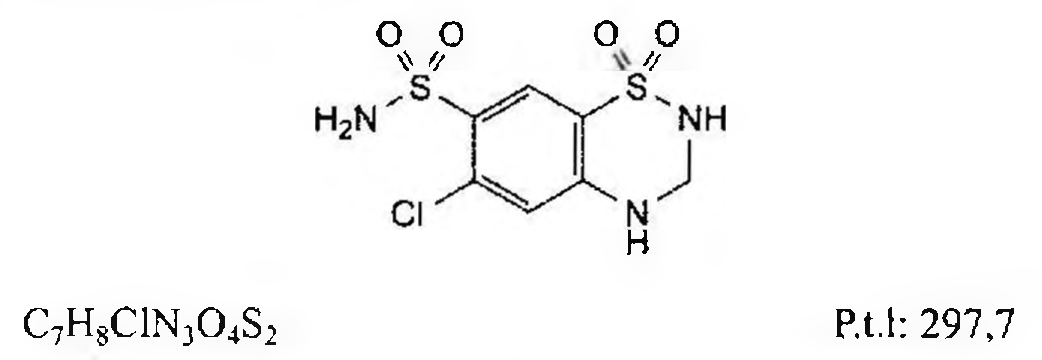 O O O O
S S
H₂N NH
Cl N
H
C₇H₈ClN₃O₄S₂ P.t.l: 297,7